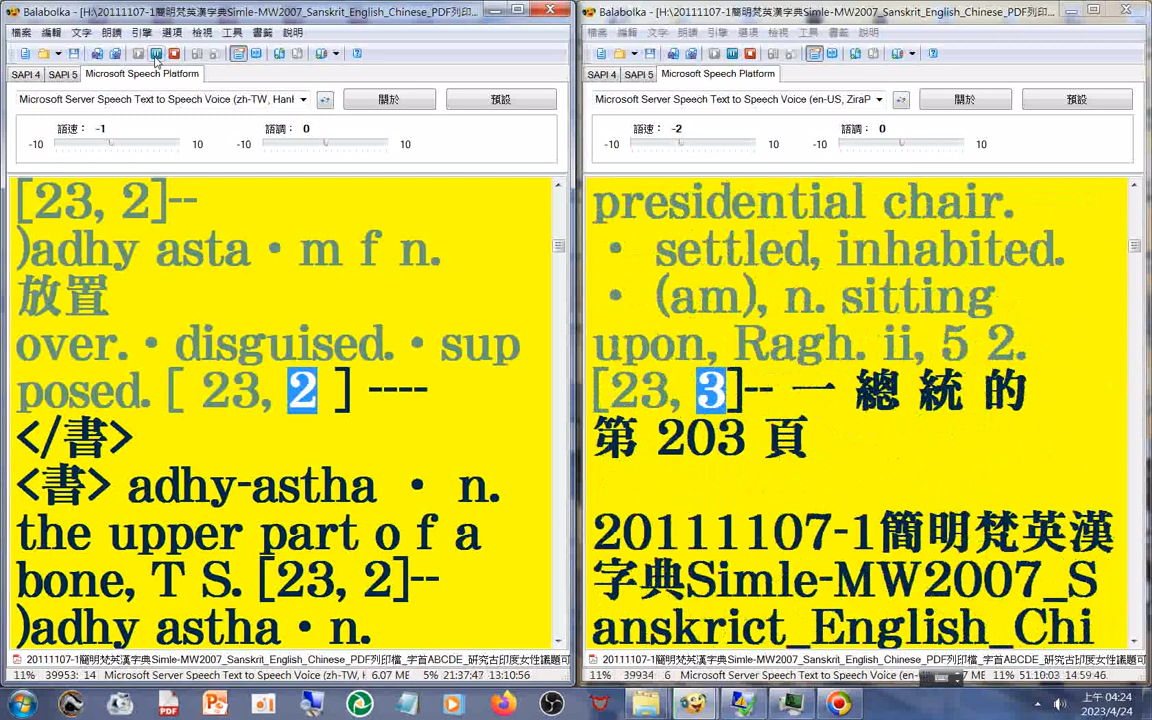 Balabolka - [H:\20111107-1簡明梵英漢字典Simle-MW2007_Sanskrit_English_Chinese_PDF列印...
檔案 編輯 文字 朗讀 引擎 選項 檢視 工具 書籤 說明
SAPI 4 SAPI 5 Microsoft Speech Platform
Microsoft Server Speech Text to Speech Voice (zh-TW, HanH
關於 預設
語速: -1 語調: 0
-10 10 -10 10
[23, 2]--
)adhy asta • m f n.
放置
over. • disguised. • sup
posed. [ 23, 2 ] ----
</書>
<書> adhy-astha • n.
the upper part o f a
bone, T S. [23, 2]--
)adhy astha • n.
20111107-1簡明梵英漢字典Simle-MW2007_Sanskrit_English_Chinese_PDF列印檔_字首ABCDE_研究古印度女性議題可
11% 39953: 14 Microsoft Server Speech Text to Speech Voice (zh-TW, H 6.07 MB 5% 21:37:47 13:10:56
Balabolka - [H:\20111107-1簡明梵英漢字典Simle-MW2007_Sanskrit_English_Chinese_PDF列印...
檔案 編輯 文字 朗讀 引擎 選項 檢視 工具 書籤 說明
SAPI 4 SAPI 5 Microsoft Speech Platform
Microsoft Server Speech Text to Speech Voice (en-US, ZiraP
關於 預設
語速: -2 語調: 0
-10 10 -10 10
presidential chair.
• settled, inhabited.
• (am), n. sitting
upon, Ragh. ii, 5 2.
[23, 3]-- 一 總 統 的
第 203 頁
20111107-1簡明梵英漢
字典Simle-MW2007_S
anskrict_English_Chi
20111107-1簡明梵英漢字典Simle-MW2007_Sanskrit_English_Chinese_PDF列印檔_字首ABCDE_研究古印度女性議題可
11% 39934: 6 Microsoft Server Speech Text to Speech Voice 11% 51:10:03 14:59:46
上午 04:24
2023/4/24